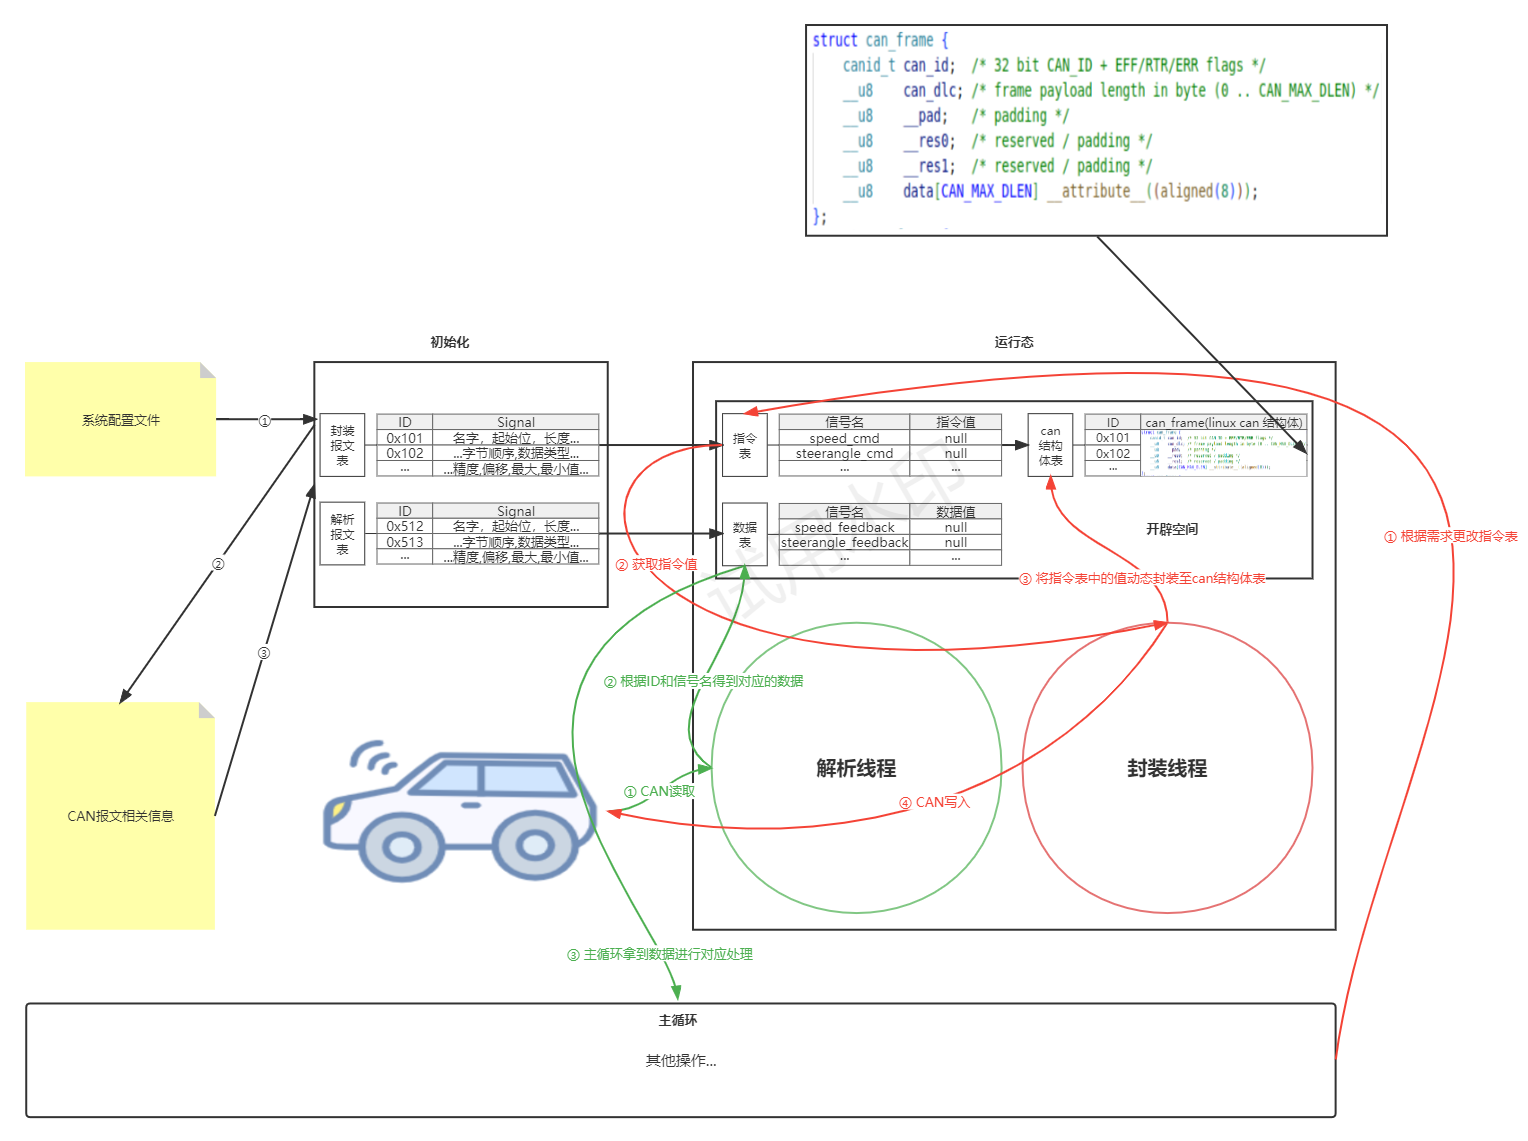 struct can_frame {
canid_t can_id; /* 32 bit CAN_ID + EFF/RTR/ERR flags */
__u8 can_dlc; /* frame payload length in byte (0 .. CAN_MAX_DLEN) */
__u8 __pad; /* padding */
__u8 __res0; /* reserved / padding */
__u8 __res1; /* reserved / padding */
__u8 data[CAN_MAX_DLEN] __attribute__((aligned(8)));
};
初始化
运行态
系统配置文件
①
②
③
CAN报文相关信息
封装
报文
表
ID Signal
0x101 名字，起始位，长度...
0x102 ...字节顺序,数据类型...
... ...精度,偏移,最大,最小值...
解析
报文
表
ID Signal
0x512 名字，起始位，长度...
0x513 ...字节顺序,数据类型...
... ...精度,偏移,最大,最小值...
指令
表
信号名 指令值
speed_cmd null
steerangle_cmd null
... ...
can
结构
体表
ID can_frame(linux can 结构体)
0x101
0x102
...
数据
表
信号名 数据值
speed_feedback null
steerangle_feedback null
... ...
开辟空间
① 根据需求更改指令表
② 获取指令值
③ 将指令表中的值动态封装至can结构体表
② 根据ID和信号名得到对应的数据
解析线程
封装线程
① CAN读取
④ CAN写入
③ 主循环拿到数据进行对应处理
主循环
其他操作...
试用水印